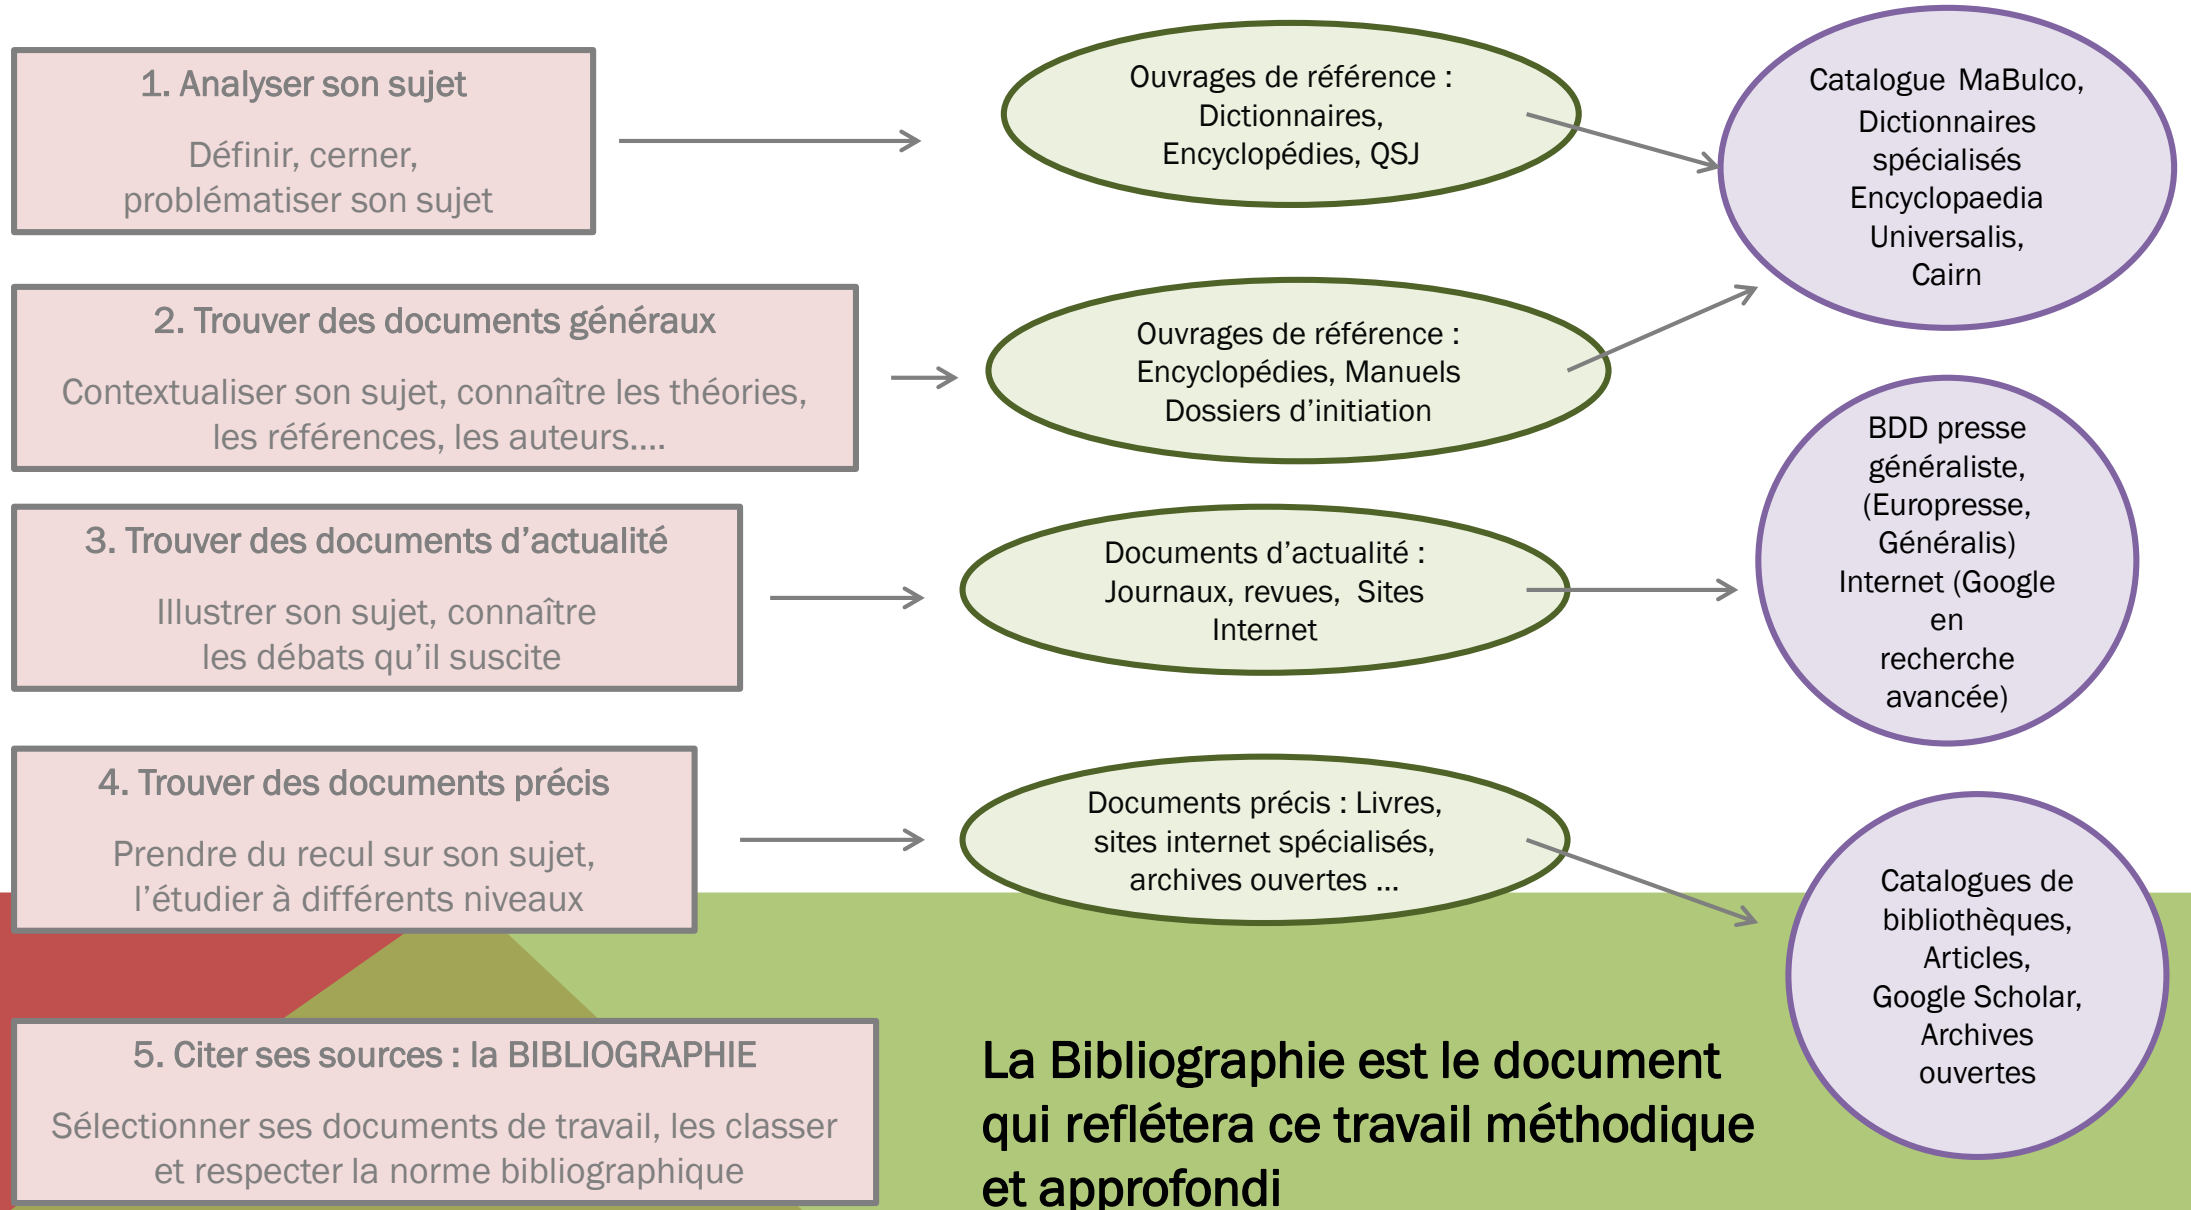 1. Analyser son sujet
Définir, cerner,
problématiser son sujet
Ouvrages de référence :
Dictionnaires,
Encyclopédies, QSJ
Catalogue MaBulco,
Dictionnaires
spécialisés
Encyclopaedia
Universalis,
Cairn
2. Trouver des documents généraux
Contextualiser son sujet, connaître les théories,
les références, les auteurs....
Ouvrages de référence :
Encyclopédies, Manuels
Dossiers d’initiation
3. Trouver des documents d’actualité
Illustrer son sujet, connaître
les débats qu’il suscite
Documents d’actualité :
Journaux, revues, Sites
Internet
BDD presse
généraliste,
(Europresse,
Généralis)
Internet (Google
en
recherche
avancée)
4. Trouver des documents précis
Prendre du recul sur son sujet,
l’étudier à différents niveaux
Documents précis : Livres,
sites internet spécialisés,
archives ouvertes ...
Catalogues de
bibliothèques,
Articles,
Google Scholar,
Archives
ouvertes
5. Citer ses sources : la BIBLIOGRAPHIE
Sélectionner ses documents de travail, les classer
et respecter la norme bibliographique
La Bibliographie est le document
qui reflétera ce travail méthodique
et approfondi